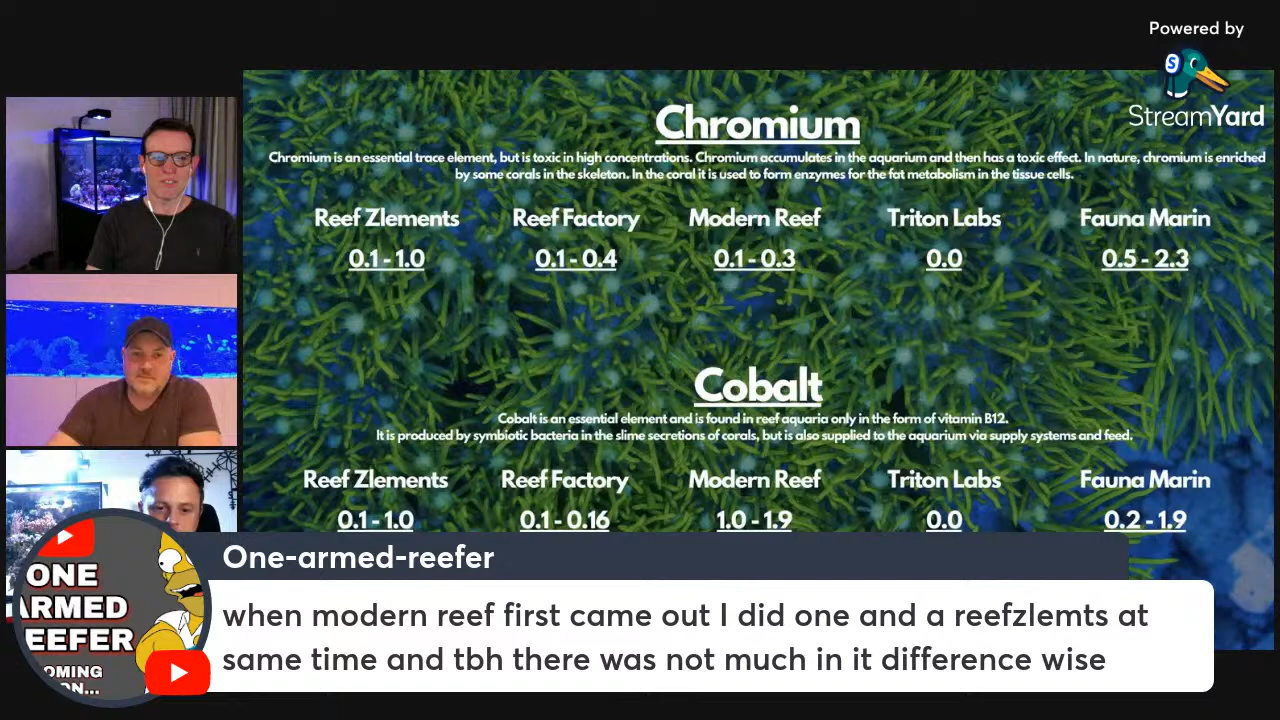 Powered by
S
StreamYard
Chromium
Chromium is an essential trace element, but is toxic in high concentrations. Chromium accumulates in the aquarium and then has a toxic effect. In nature, chromium is enriched
by some corals in the skeleton. In the coral it is used to form enzymes for the fat metabolism in the tissue cells.
Reef Zlements Reef Factory Modern Reef Triton Labs Fauna Marin
0.1 - 1.0 0.1 - 0.4 0.1 - 0.3 0.0 0.5 - 2.3
Cobalt
Cobalt is an essential element and is found in reef aquaria only in the form of vitamin B12.
It is produced by symbiotic bacteria in the slime secretions of corals, but is also supplied to the aquarium via supply systems and feed.
Reef Zlements Reef Factory Modern Reef Triton Labs Fauna Marin
0.1 - 1.0 0.1 - 0.16 1.0 - 1.9 0.0 0.2 - 1.9
One-armed-reefer
when modern reef first came out I did one and a reefzlemts at
same time and tbh there was not much in it difference wise
ONE
ARMED
REEFER